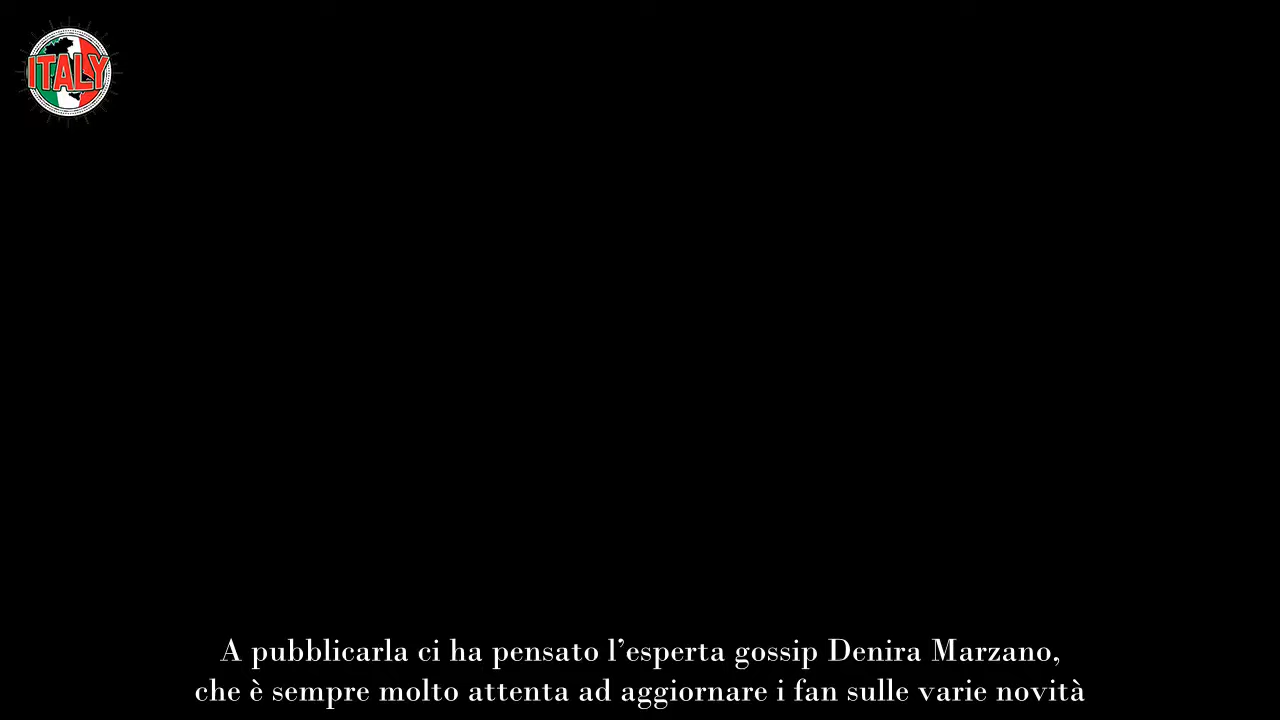 ITALY
A pubblicarla ci ha pensato l’esperta gossip Denira Marzano,
che è sempre molto attenta ad aggiornare i fan sulle varie novità